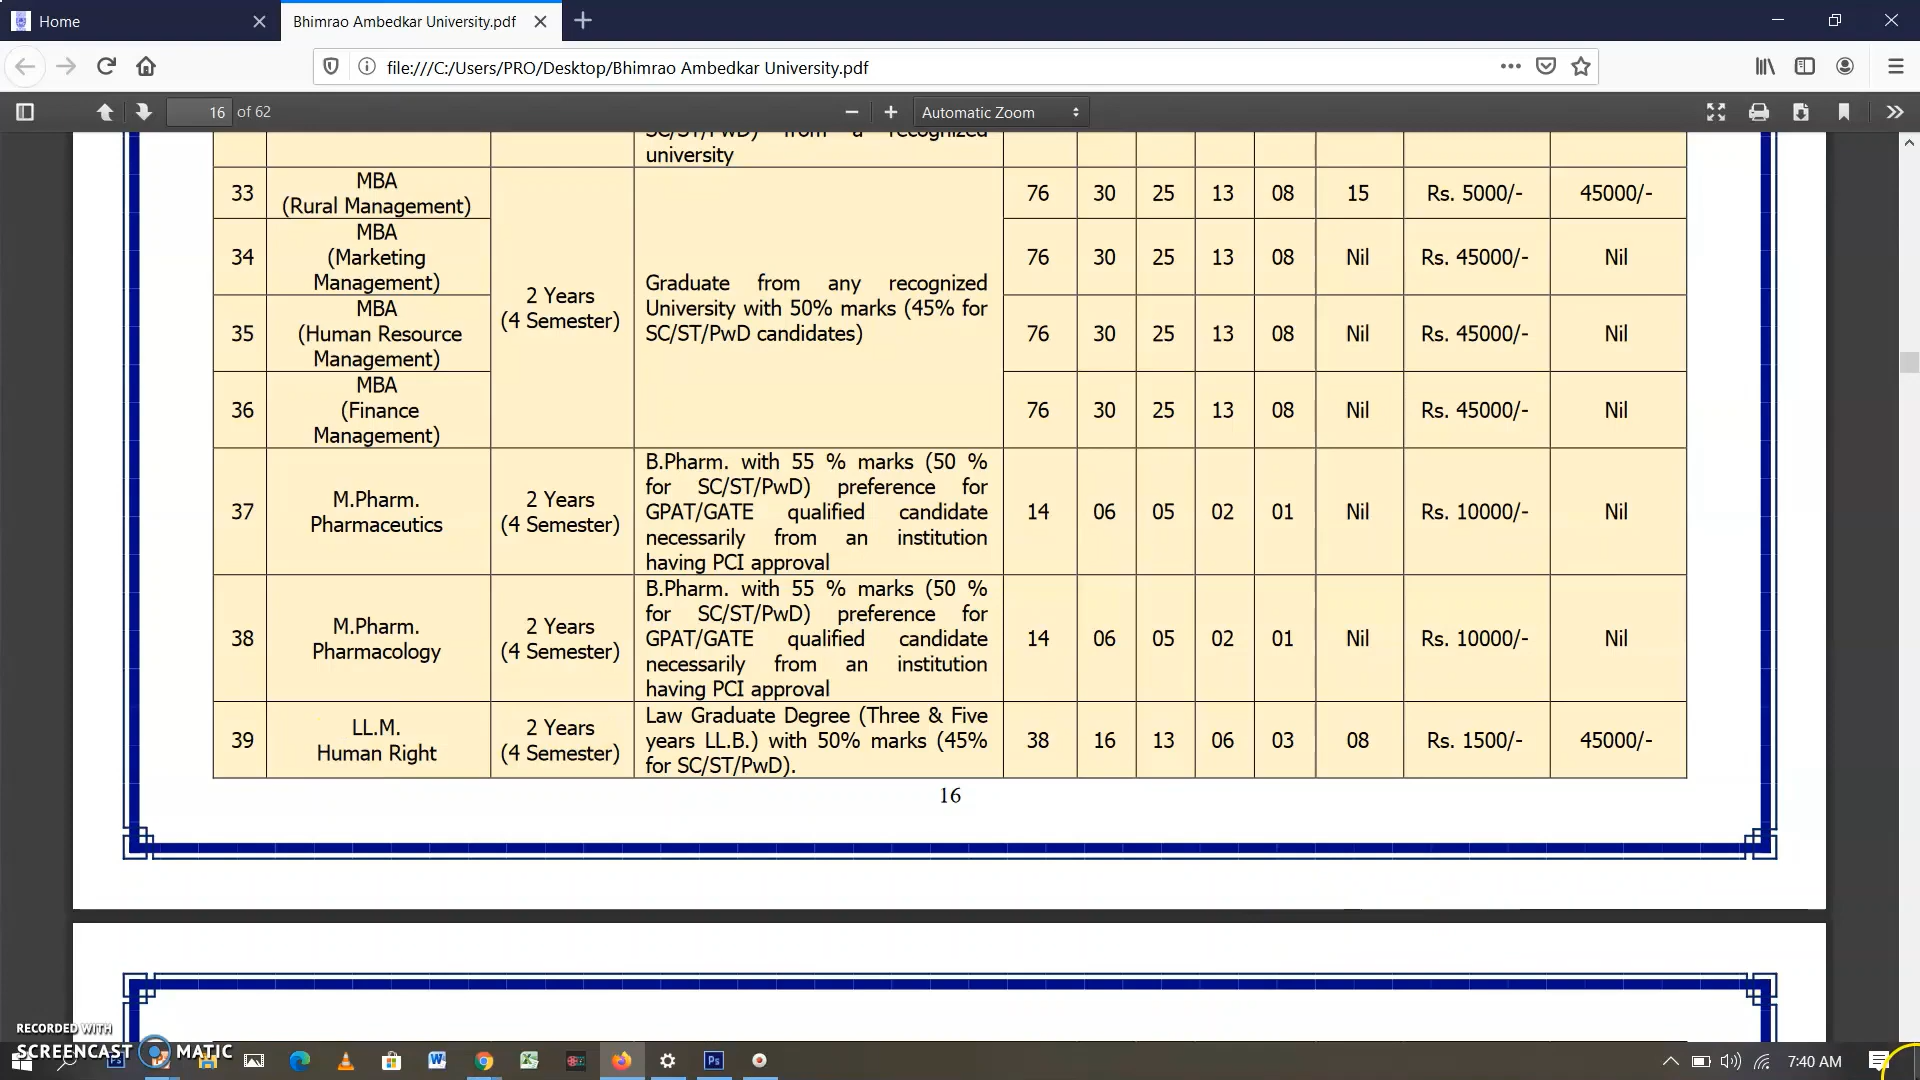 Home
Bhimrao Ambedkar University.pdf
file:///C:/Users/PRO/Desktop/Bhimrao Ambedkar University.pdf
16 of 62
Automatic Zoom
SC/ST/PwD) from a recognized
university
33
MBA
(Rural Management)
76 30 25 13 08 15 Rs. 5000/- 45000/-
34
MBA
(Marketing
Management)
76 30 25 13 08 Nil Rs. 45000/- Nil
2 Years
(4 Semester)
Graduate from any recognized
University with 50% marks (45% for
SC/ST/PwD candidates)
35
MBA
(Human Resource
Management)
76 30 25 13 08 Nil Rs. 45000/- Nil
36
MBA
(Finance
Management)
76 30 25 13 08 Nil Rs. 45000/- Nil
37
M.Pharm.
Pharmaceutics
2 Years
(4 Semester)
B.Pharm. with 55 % marks (50 %
for SC/ST/PwD) preference for
GPAT/GATE qualified candidate
necessarily from an institution
having PCI approval
14 06 05 02 01 Nil Rs. 10000/- Nil
38
M.Pharm.
Pharmacology
2 Years
(4 Semester)
B.Pharm. with 55 % marks (50 %
for SC/ST/PwD) preference for
GPAT/GATE qualified candidate
necessarily from an institution
having PCI approval
14 06 05 02 01 Nil Rs. 10000/- Nil
39
LL.M.
Human Right
2 Years
(4 Semester)
Law Graduate Degree (Three & Five
years LL.B.) with 50% marks (45%
for SC/ST/PwD).
38 16 13 06 03 08 Rs. 1500/- 45000/-
16
RECORDED WITH
SCREENCAST MATIC
7:40 AM